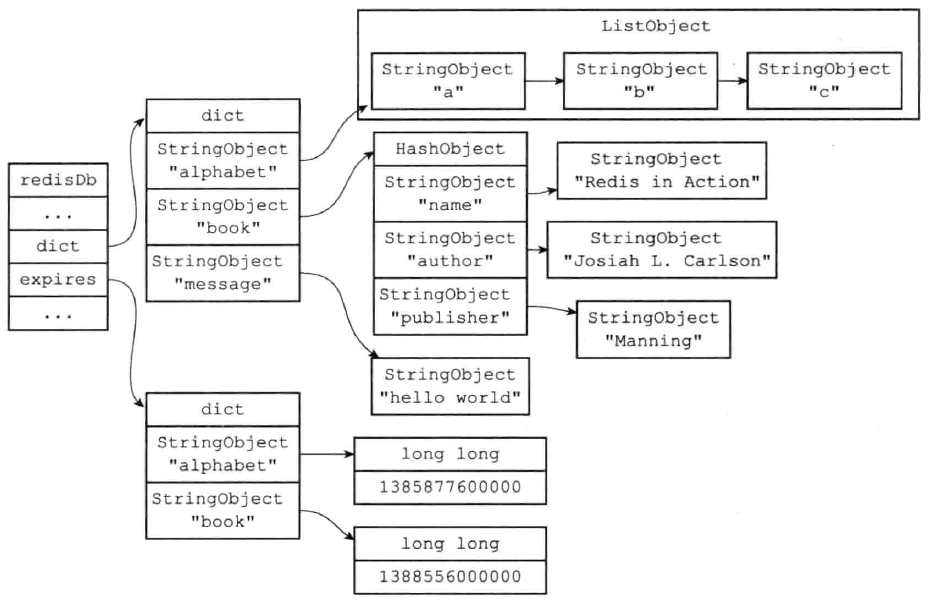 ListObject
StringObject
"a"
StringObject
"b"
StringObject
"c"
dict
StringObject
"alphabet"
StringObject
"book"
StringObject
"message"
redisDb
...
dict
expires
...
HashObject
StringObject
"name"
StringObject
"author"
StringObject
"publisher"
StringObject
"Redis in Action"
StringObject
"Josiah L. Carlson"
StringObject
"Manning"
StringObject
"hello world"
dict
StringObject
"alphabet"
StringObject
"book"
long long
1385877600000
long long
1388556000000